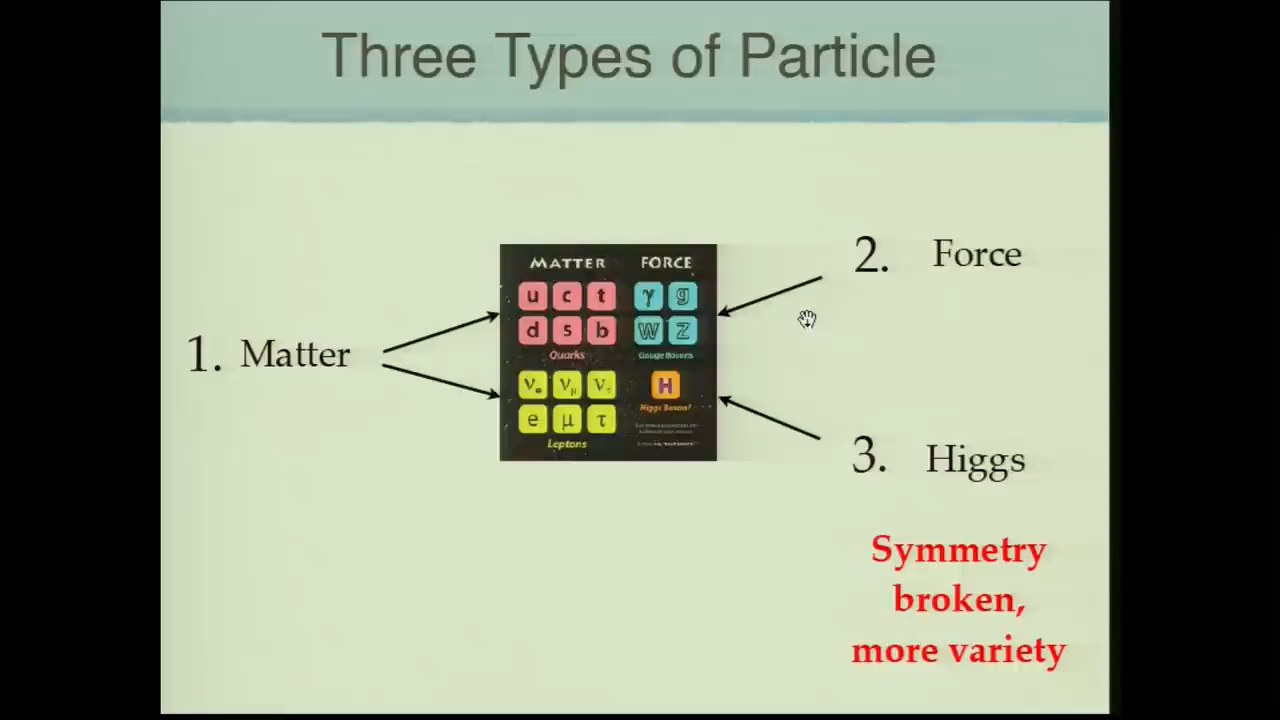 Three Types of Particle
1. Matter
MATTER FORCE
u c t γ g
d s b W Z
Quarks Gauge Bosons
νe νμ ντ H
Higgs Boson?
e μ τ
Leptons
2. Force
3. Higgs
Symmetry
broken,
more variety